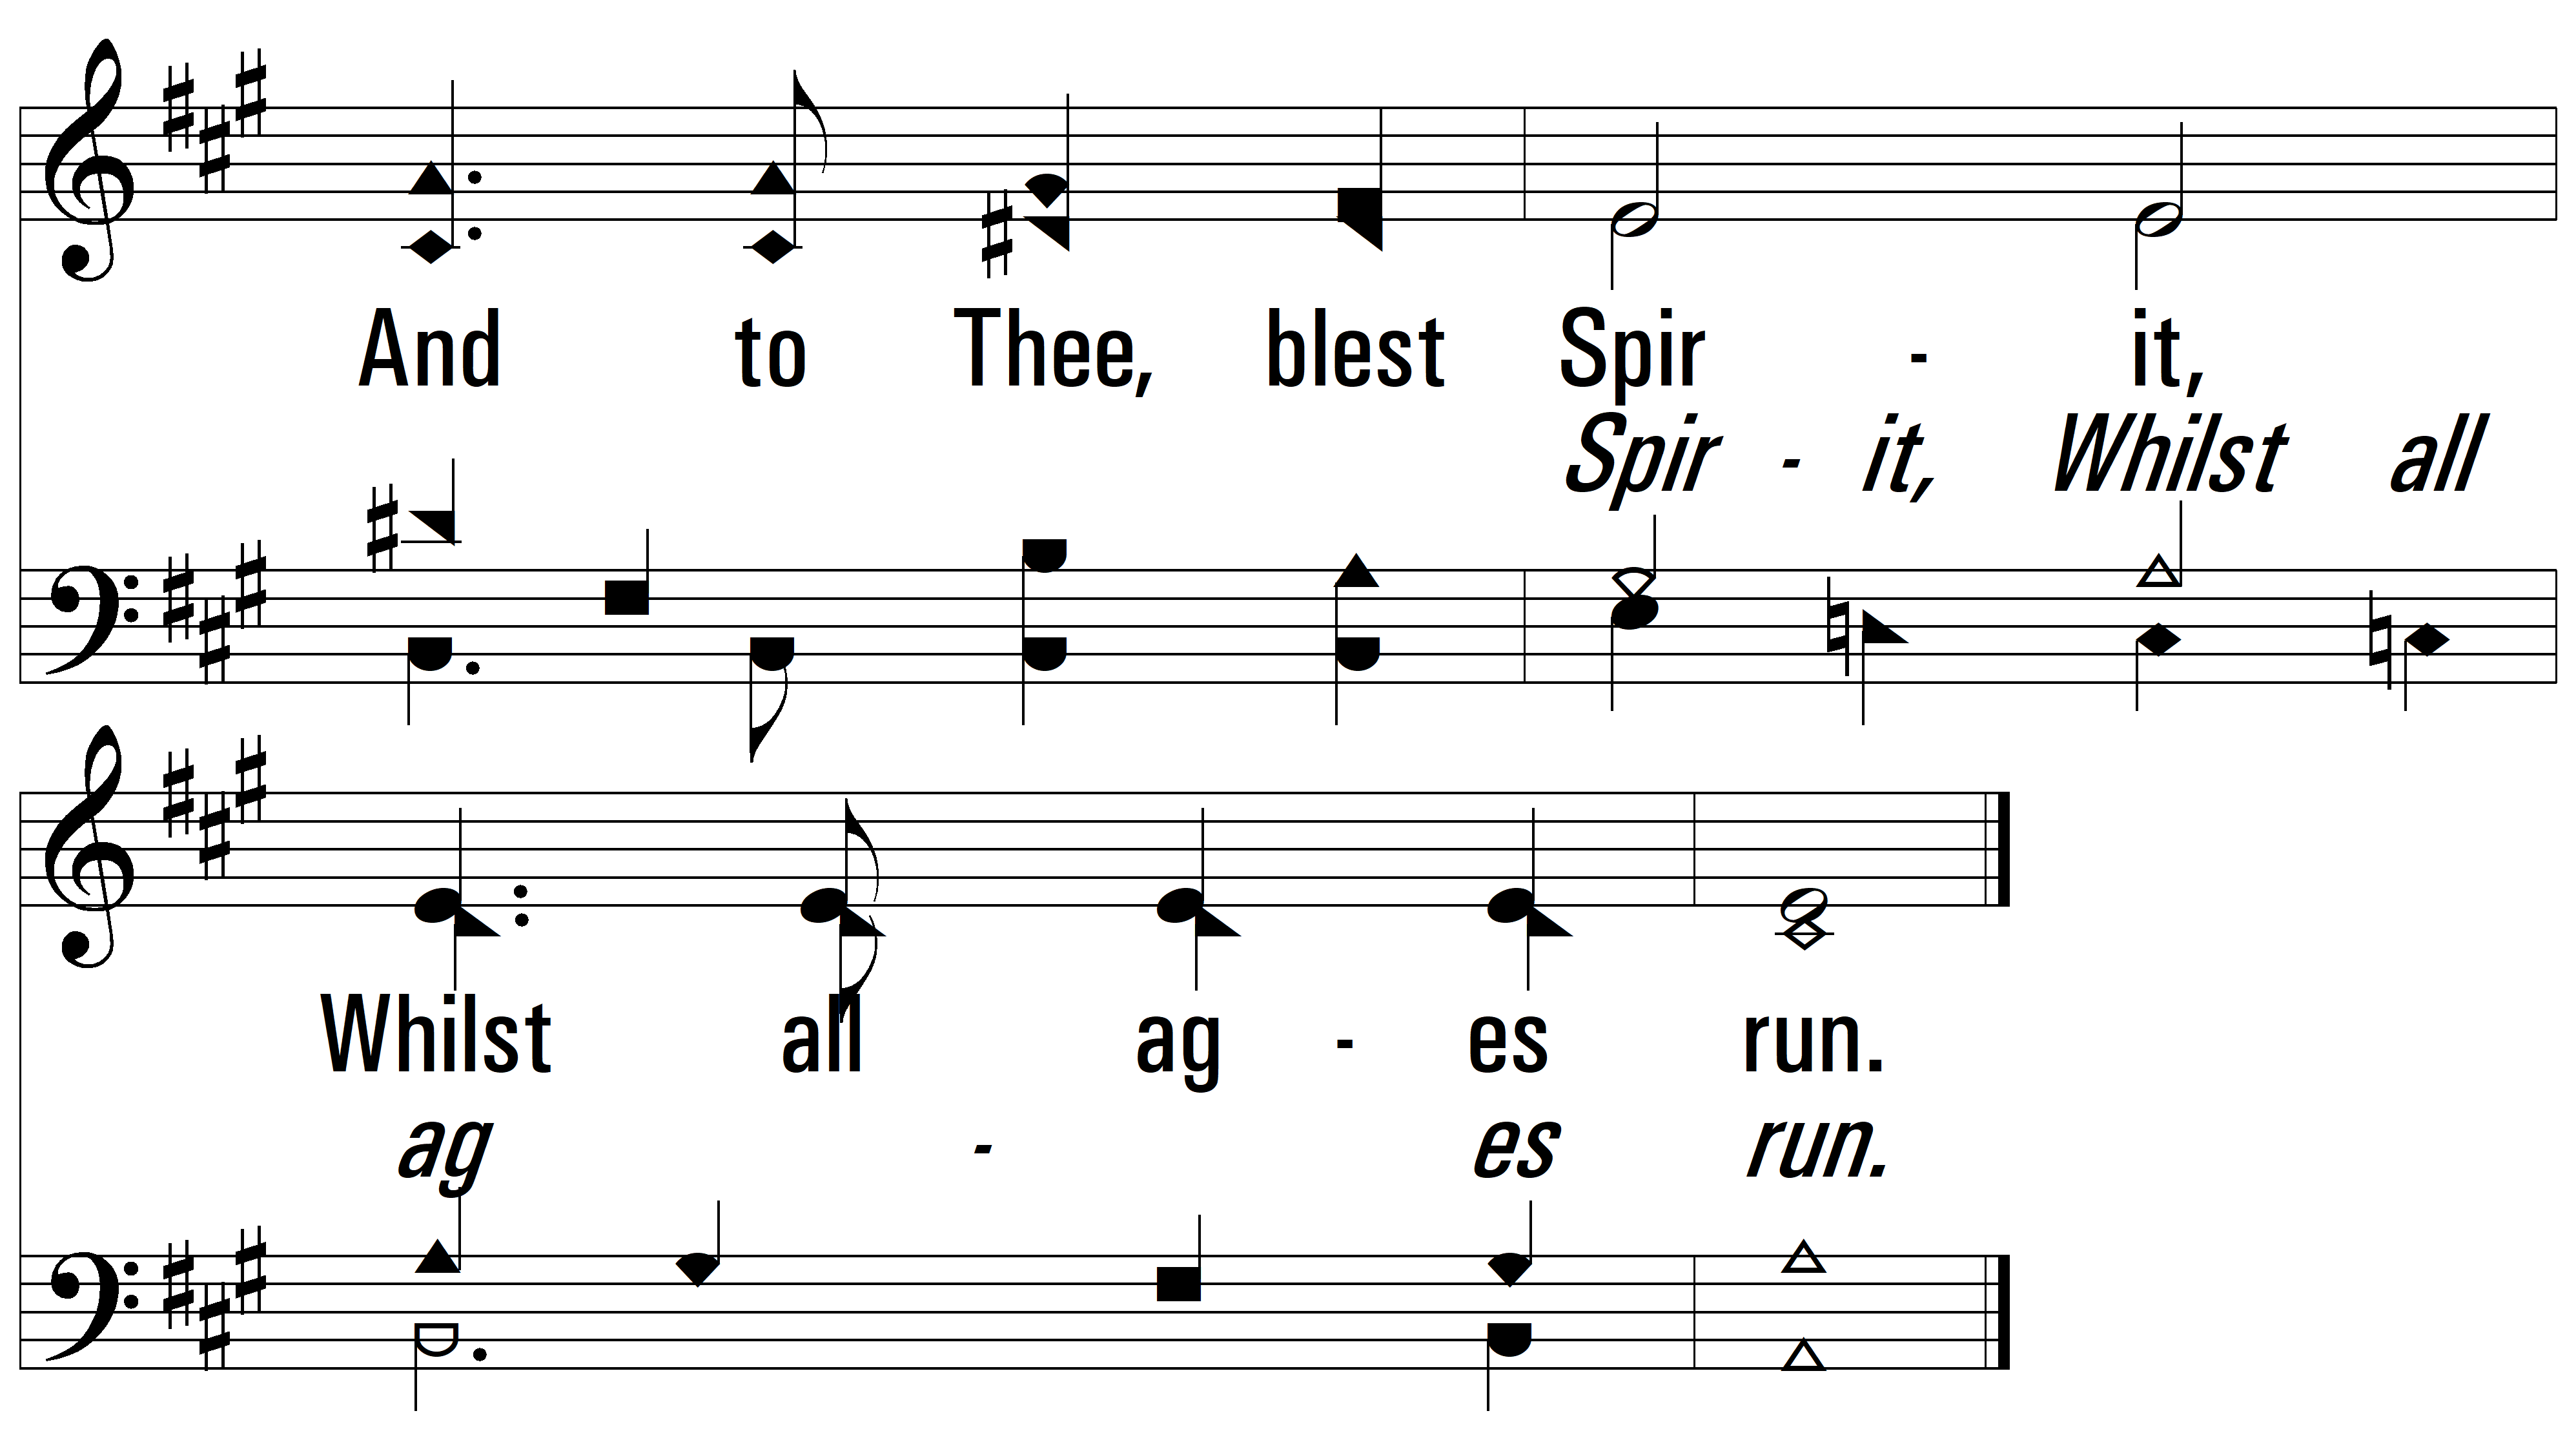 And to Thee, blest Spir - it,
Spir - it, Whilst all
Whilst all ag - es run.
ag - es run.